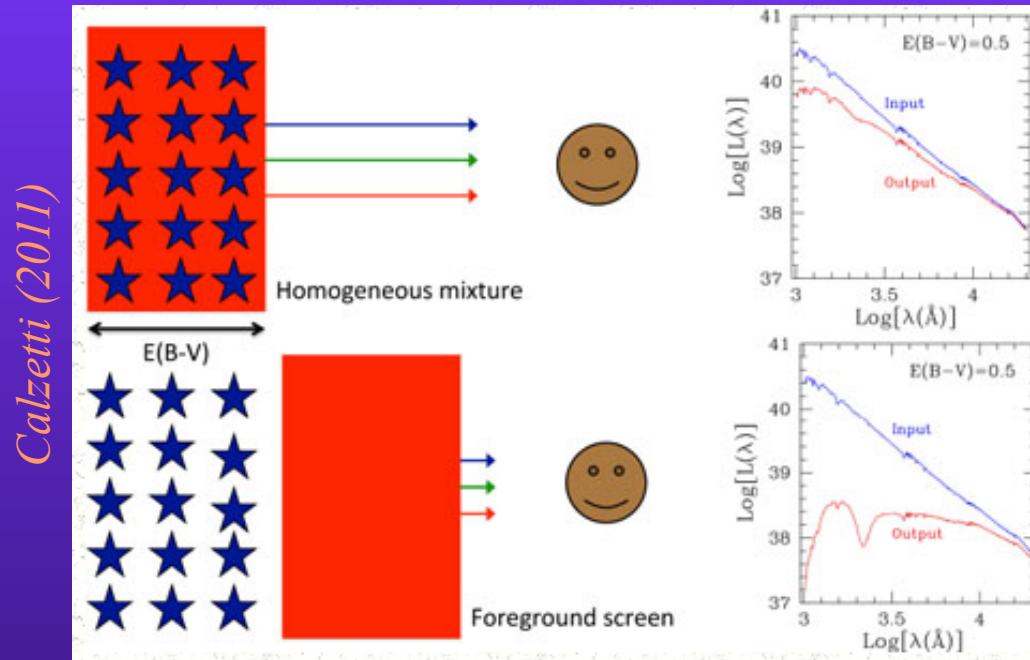 Calzetti (2011)
Homogeneous mixture
E(B-V)
Foreground screen
41
40
39
38
37
Log[L(λ)]
E(B−V)=0.5
Input
Output
3
3.5
4
Log[λ(Å)]
41
40
39
38
37
Log[L(λ)]
E(B−V)=0.5
Input
Output
3
3.5
4
Log[λ(Å)]